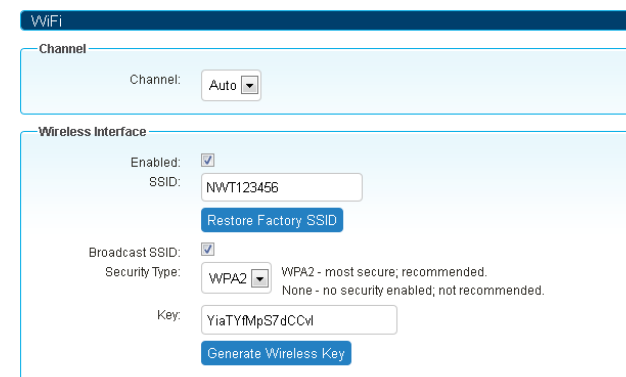 WiFi
Channel
Channel: Auto
Wireless Interface
Enabled:
SSID: NWT123456
Restore Factory SSID
Broadcast SSID:
Security Type: WPA2 WPA2 - most secure; recommended.
None - no security enabled; not recommended.
Key: YiaTYfMpS7dCCvl
Generate Wireless Key